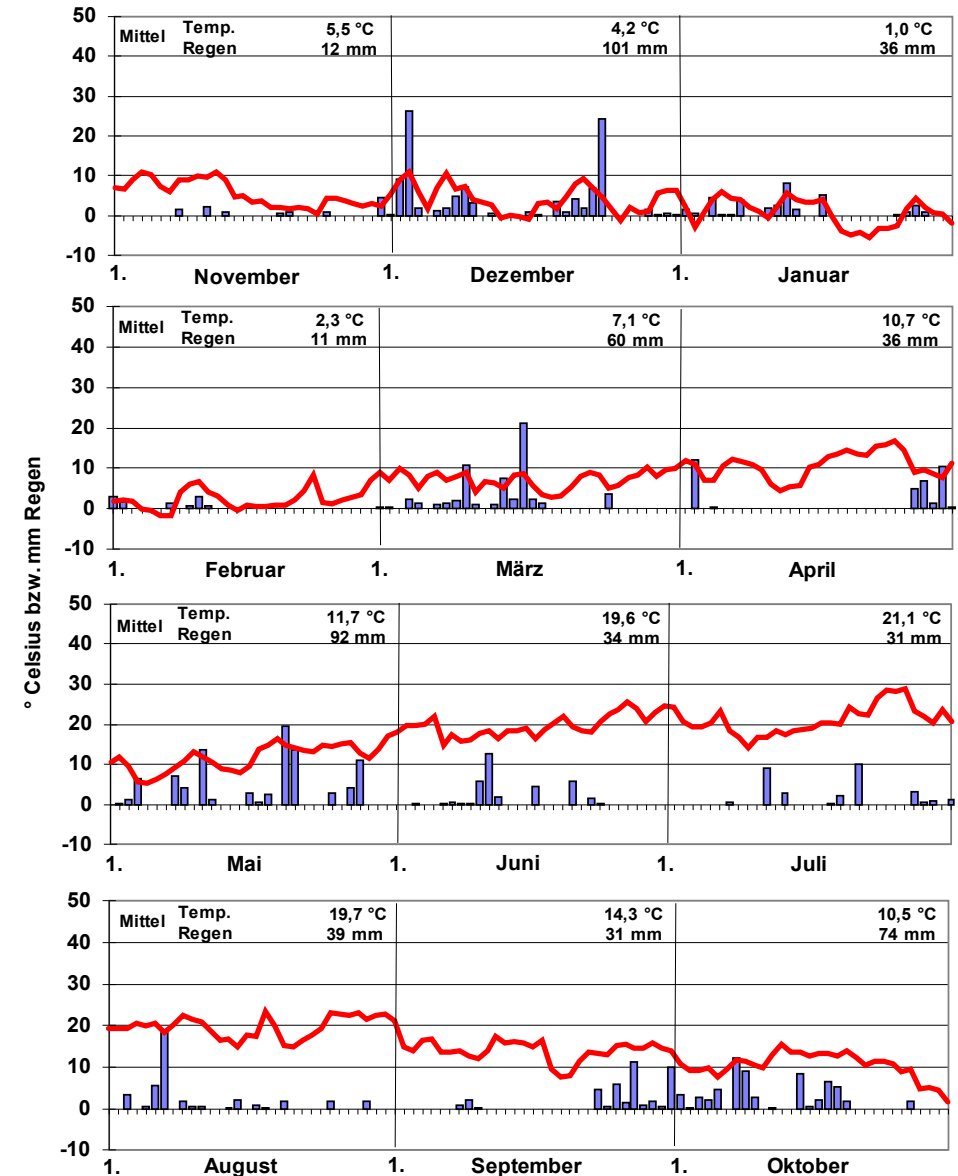 ° Celsius bzw. mm Regen
50
40
30
20
10
0
-10
Mittel Temp. 5,5 °C 4,2 °C 1,0 °C
Regen 12 mm 101 mm 36 mm
1. November 1. Dezember 1. Januar
50
40
30
20
10
0
-10
Mittel Temp. 2,3 °C 7,1 °C 10,7 °C
Regen 11 mm 60 mm 36 mm
1. Februar 1. März 1. April
50
40
30
20
10
0
-10
Mittel Temp. 11,7 °C 19,6 °C 21,1 °C
Regen 92 mm 34 mm 31 mm
1. Mai 1. Juni 1. Juli
50
40
30
20
10
0
-10
Mittel Temp. 19,7 °C 14,3 °C 10,5 °C
Regen 39 mm 31 mm 74 mm
1. August 1. September 1. Oktober